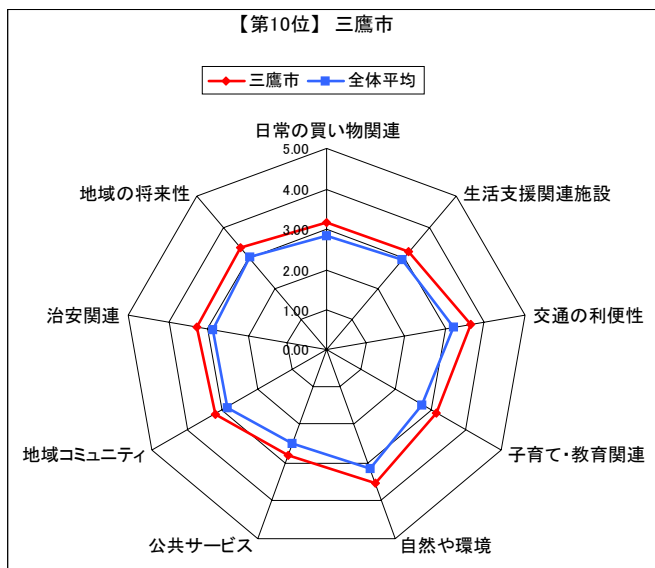 【第10位】 三鷹市
三鷹市 全体平均
日常の買い物関連
5.00
地域の将来性
生活支援関連施設
4.00
3.00
治安関連
交通の利便性
2.00
1.00
0.00
地域コミュニティ
子育て・教育関連
公共サービス
自然や環境